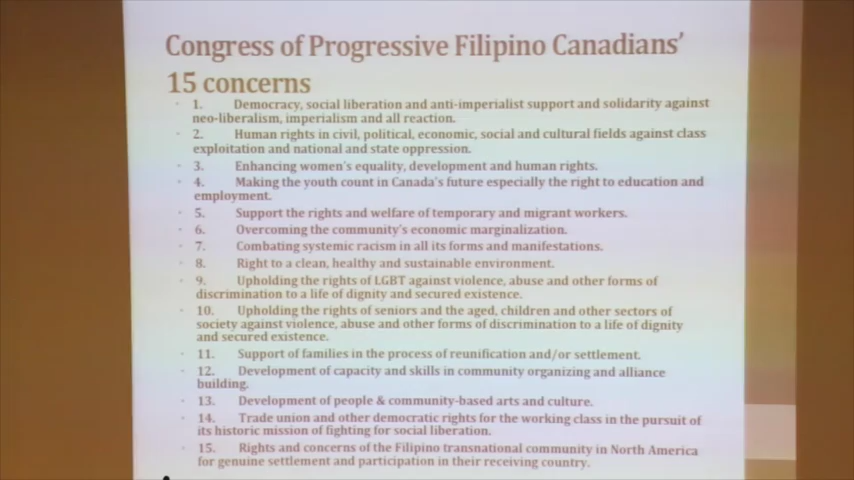 Congress of Progressive Filipino Canadians’
15 concerns
1. Democracy, social liberation and anti-imperialist support and solidarity against
neo-liberalism, imperialism and all reaction.
2. Human rights in civil, political, economic, social and cultural fields against class
exploitation and national and state oppression.
3. Enhancing women’s equality, development and human rights.
4. Making the youth count in Canada’s future especially the right to education and
employment.
5. Support the rights and welfare of temporary and migrant workers.
6. Overcoming the community’s economic marginalization.
7. Combating systemic racism in all its forms and manifestations.
8. Right to a clean, healthy and sustainable environment.
9. Upholding the rights of LGBT against violence, abuse and other forms of
discrimination to a life of dignity and secured existence.
10. Upholding the rights of seniors and the aged, children and other sectors of
society against violence, abuse and other forms of discrimination to a life of dignity
and secured existence.
11. Support of families in the process of reunification and/or settlement.
12. Development of capacity and skills in community organizing and alliance
building.
13. Development of people & community-based arts and culture.
14. Trade union and other democratic rights for the working class in the pursuit of
its historic mission of fighting for social liberation.
15. Rights and concerns of the Filipino transnational community in North America
for genuine settlement and participation in their receiving country.